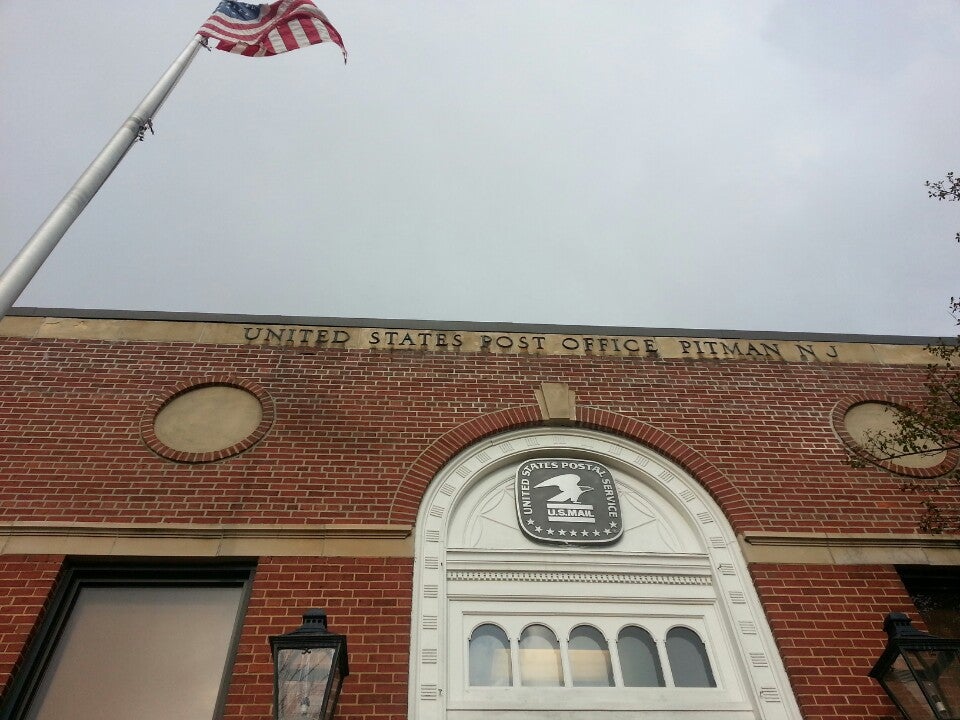 UNITED STATES POST OFFICE PITMAN N J
UNITED STATES POSTAL SERVICE
U.S.MAIL